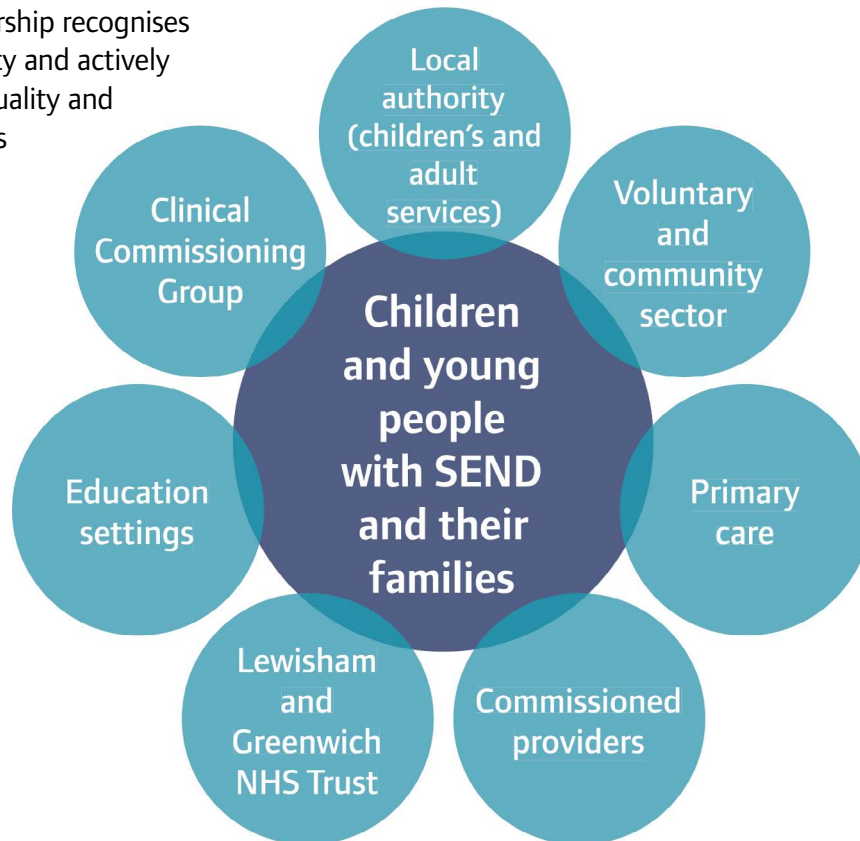 rship recognises
ty and actively
uality and
s
Local
authority
(children's and
adult
services)
Voluntary
and
community
sector
Primary
care
Commissioned
providers
Lewisham
and
Greenwich
NHS Trust
Education
settings
Clinical
Commissioning
Group
Children
and young
people
with SEND
and their
families